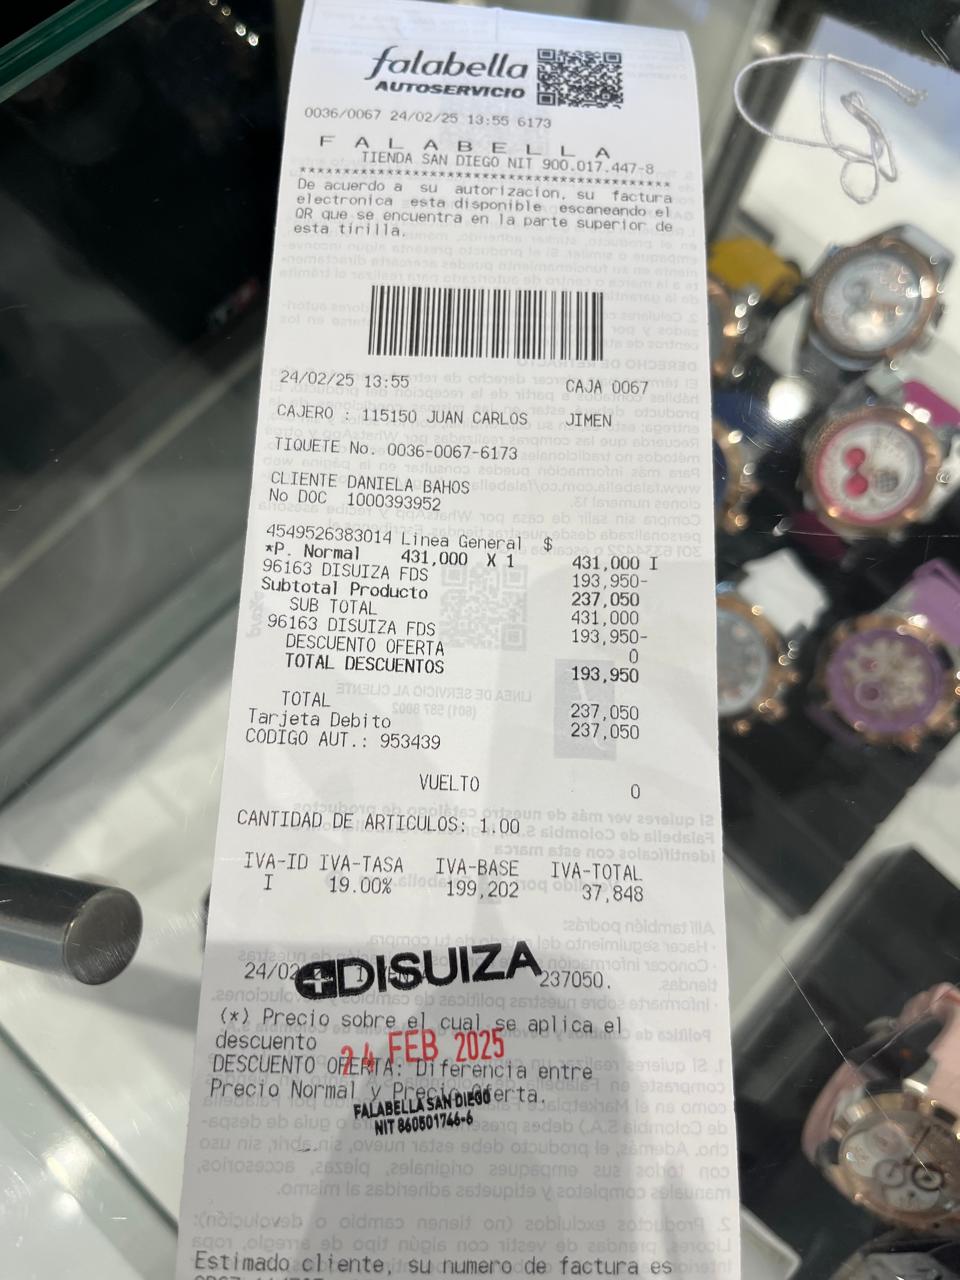 falabella
AUTOSERVICIO
0036/0067 24/02/25 13:55 6173
F A L A B E L L A
TIENDA SAN DIEGO NIT 900.017.447-8
****************************************
De acuerdo a su autorizacion, su factura
electronica esta disponible escaneando el
QR que se encuentra en la parte superior de
esta tirilla.
24/02/25 13:55 CAJA 0067
CAJERO : 115150 JUAN CARLOS JIMEN
TIQUETE No. 0036-0067-6173
CLIENTE DANIELA BAHOS
No DOC 1000393952
4549526383014 Linea General $
*P. Normal 431,000 X 1 431,000 I
96163 DISUIZA FDS 193,950-
Subtotal Producto 237,050
SUB TOTAL 431,000
96163 DISUIZA FDS 193,950-
DESCUENTO OFERTA 0
TOTAL DESCUENTOS 193,950
TOTAL 237,050
Tarjeta Debito 237,050
CODIGO AUT.: 953439
VUELTO 0
CANTIDAD DE ARTICULOS: 1.00
IVA-ID IVA-TASA IVA-BASE IVA-TOTAL
I 19.00% 199,202 37,848
24/02 237050.
DISUIZA
(*) Precio sobre el cual se aplica el
descuento
24 FEB 2025
DESCUENTO OFERTA: Diferencia entre
Precio Normal y Precio Oferta.
FALABELLA SAN DIEGO
NIT 860501746-6
Estimado cliente, su numero de factura es